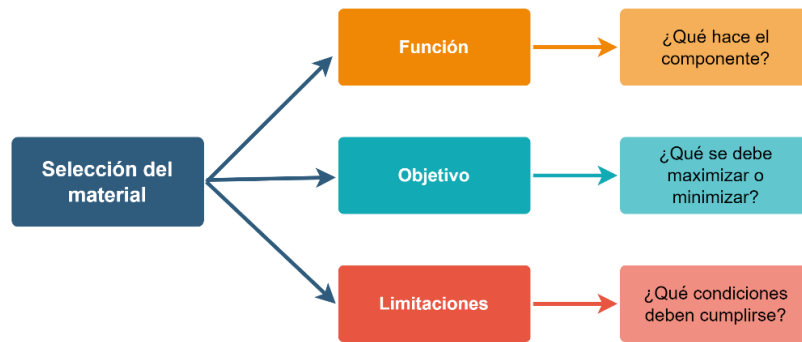 Selección del
material
Función
¿Qué hace el
componente?
Objetivo
¿Qué se debe
maximizar o
minimizar?
Limitaciones
¿Qué condiciones
deben cumplirse?